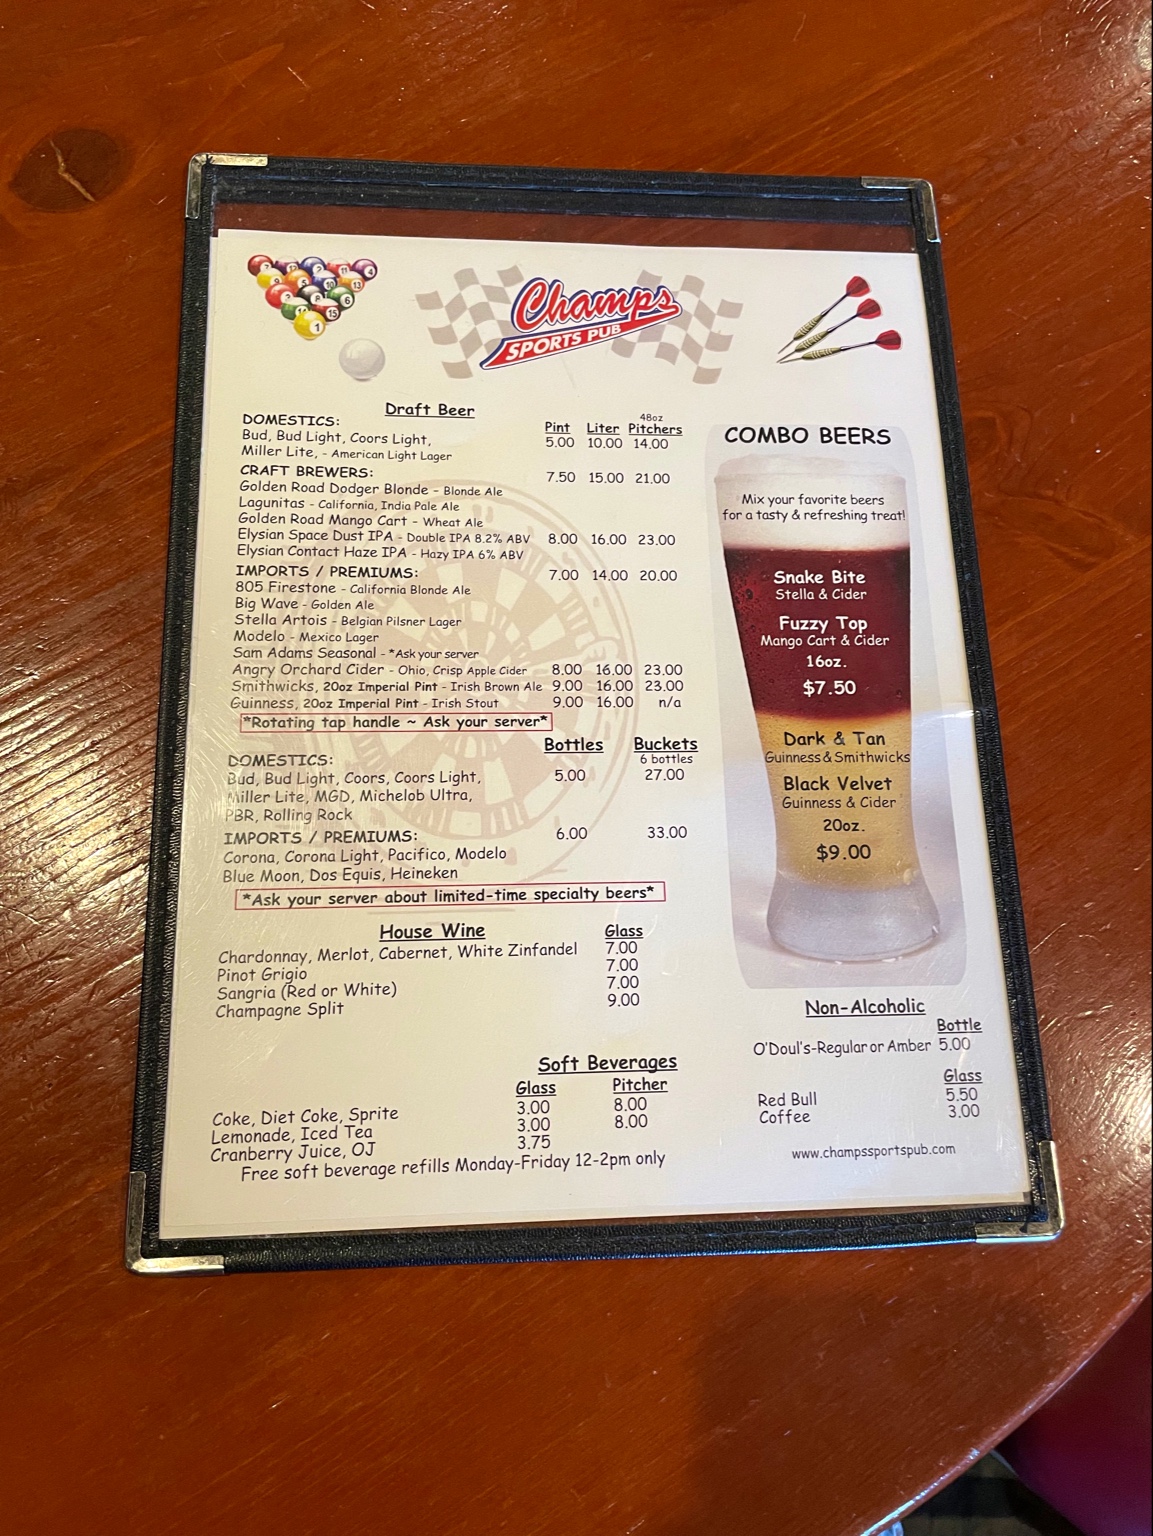 Champs
SPORTS PUB
Draft Beer
48oz
DOMESTICS: Pint Liter Pitchers
Bud, Bud Light, Coors Light, 5.00 10.00 14.00
Miller Lite, - American Light Lager
CRAFT BREWERS: 7.50 15.00 21.00
Golden Road Dodger Blonde - Blonde Ale
Lagunitas - California, India Pale Ale
Golden Road Mango Cart - Wheat Ale
Elysian Space Dust IPA - Double IPA 8.2% ABV 8.00 16.00 23.00
Elysian Contact Haze IPA - Hazy IPA 6% ABV
IMPORTS / PREMIUMS: 7.00 14.00 20.00
805 Firestone - California Blonde Ale
Big Wave - Golden Ale
Stella Artois - Belgian Pilsner Lager
Modelo - Mexico Lager
Sam Adams Seasonal - *Ask your server
Angry Orchard Cider - Ohio, Crisp Apple Cider 8.00 16.00 23.00
Smithwicks, 20oz Imperial Pint - Irish Brown Ale 9.00 16.00 23.00
Guinness, 20oz Imperial Pint - Irish Stout 9.00 16.00 n/a
*Rotating tap handle ~ Ask your server*
Bottles Buckets
DOMESTICS: 6 bottles
Bud, Bud Light, Coors, Coors Light, 5.00 27.00
Miller Lite, MGD, Michelob Ultra,
PBR, Rolling Rock
IMPORTS / PREMIUMS: 6.00 33.00
Corona, Corona Light, Pacifico, Modelo
Blue Moon, Dos Equis, Heineken
*Ask your server about limited-time specialty beers*
House Wine Glass
Chardonnay, Merlot, Cabernet, White Zinfandel 7.00
Pinot Grigio 7.00
Sangria (Red or White) 7.00
Champagne Split 9.00
Soft Beverages
Glass Pitcher
Coke, Diet Coke, Sprite 3.00 8.00
Lemonade, Iced Tea 3.00 8.00
Cranberry Juice, OJ 3.75
Free soft beverage refills Monday-Friday 12-2pm only
COMBO BEERS
Mix your favorite beers
for a tasty & refreshing treat!
Snake Bite
Stella & Cider
Fuzzy Top
Mango Cart & Cider
16oz.
$7.50
Dark & Tan
Guinness & Smithwicks
Black Velvet
Guinness & Cider
20oz.
$9.00
Non-Alcoholic
Bottle
O'Doul's-Regular or Amber 5.00
Glass
Red Bull 5.50
Coffee 3.00
www.champssportspub.com